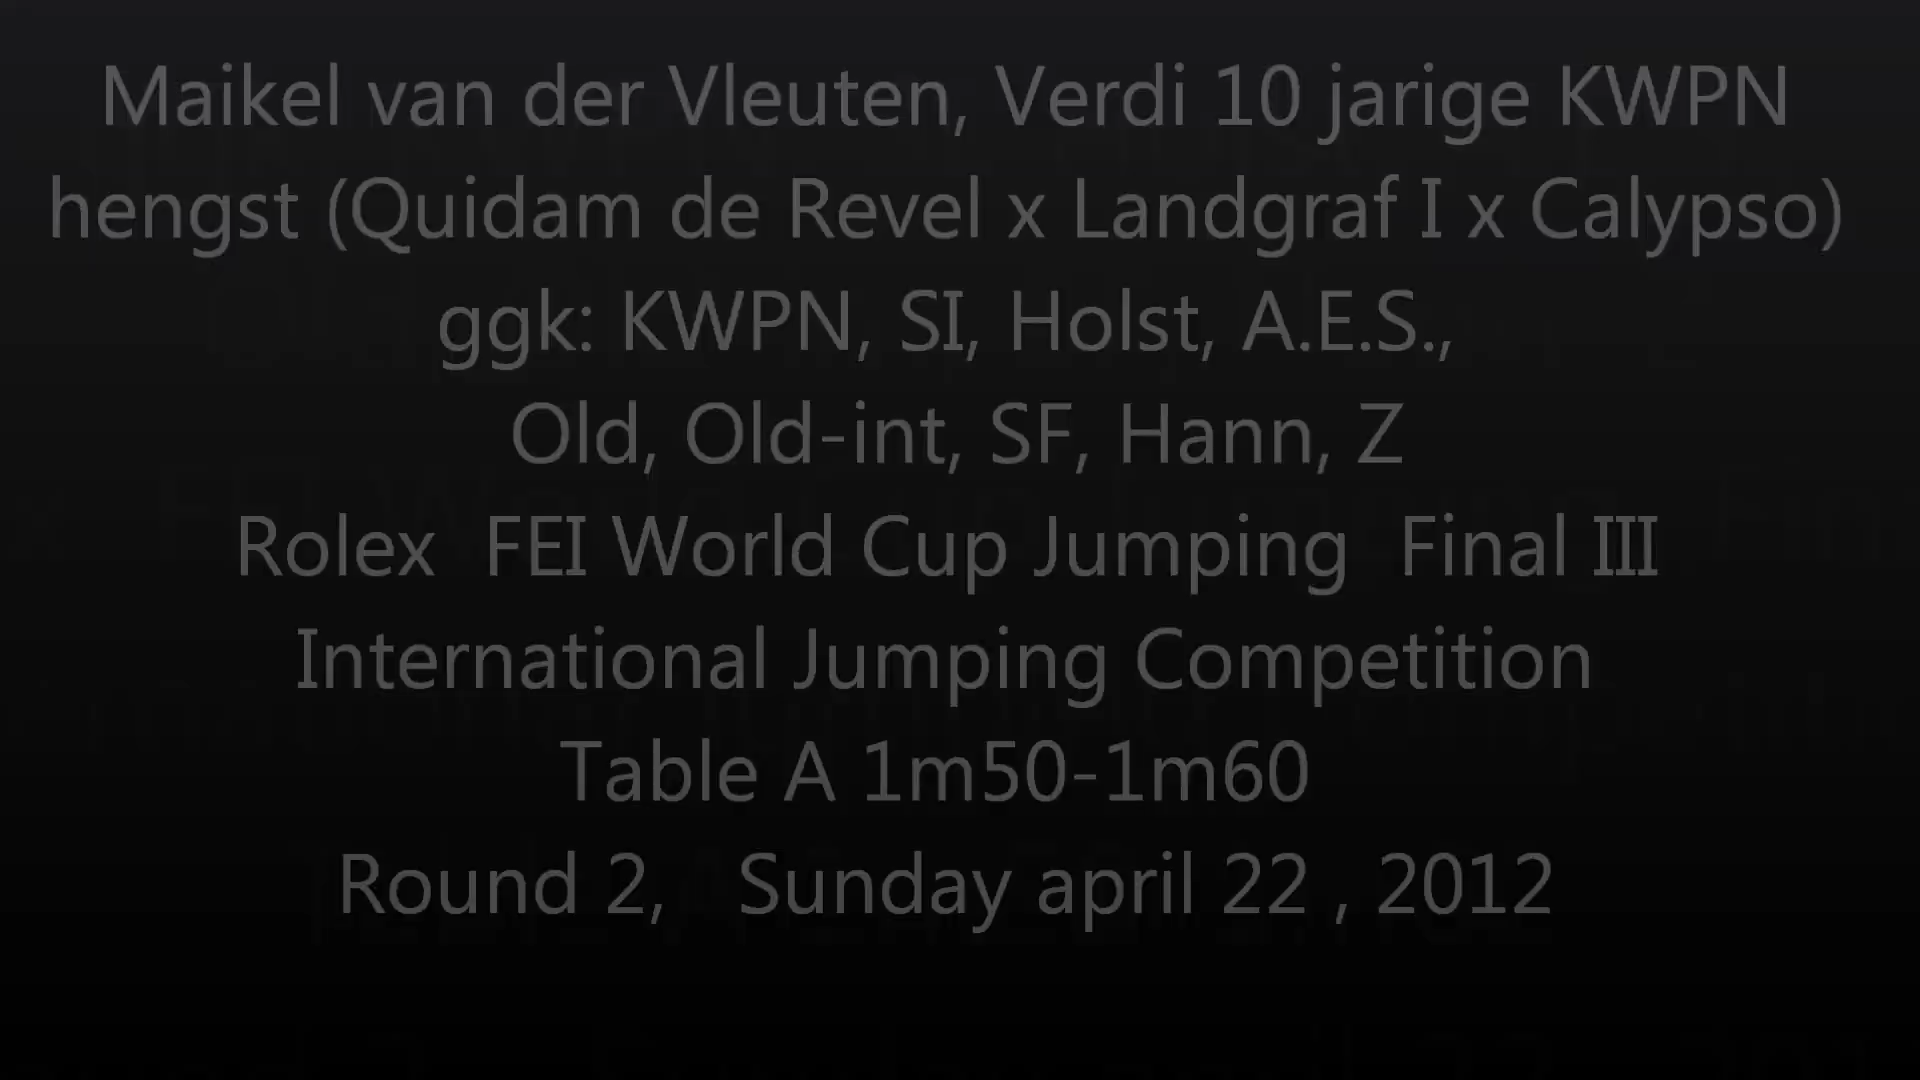 Maikel van der Vleuten, Verdi 10 jarige KWPN
hengst (Quidam de Revel x Landgraf I x Calypso)
ggk: KWPN, SI, Holst, A.E.S.,
Old, Old-int, SF, Hann, Z
Rolex  FEI World Cup Jumping  Final III
International Jumping Competition
Table A 1m50-1m60
Round 2,   Sunday april 22 , 2012